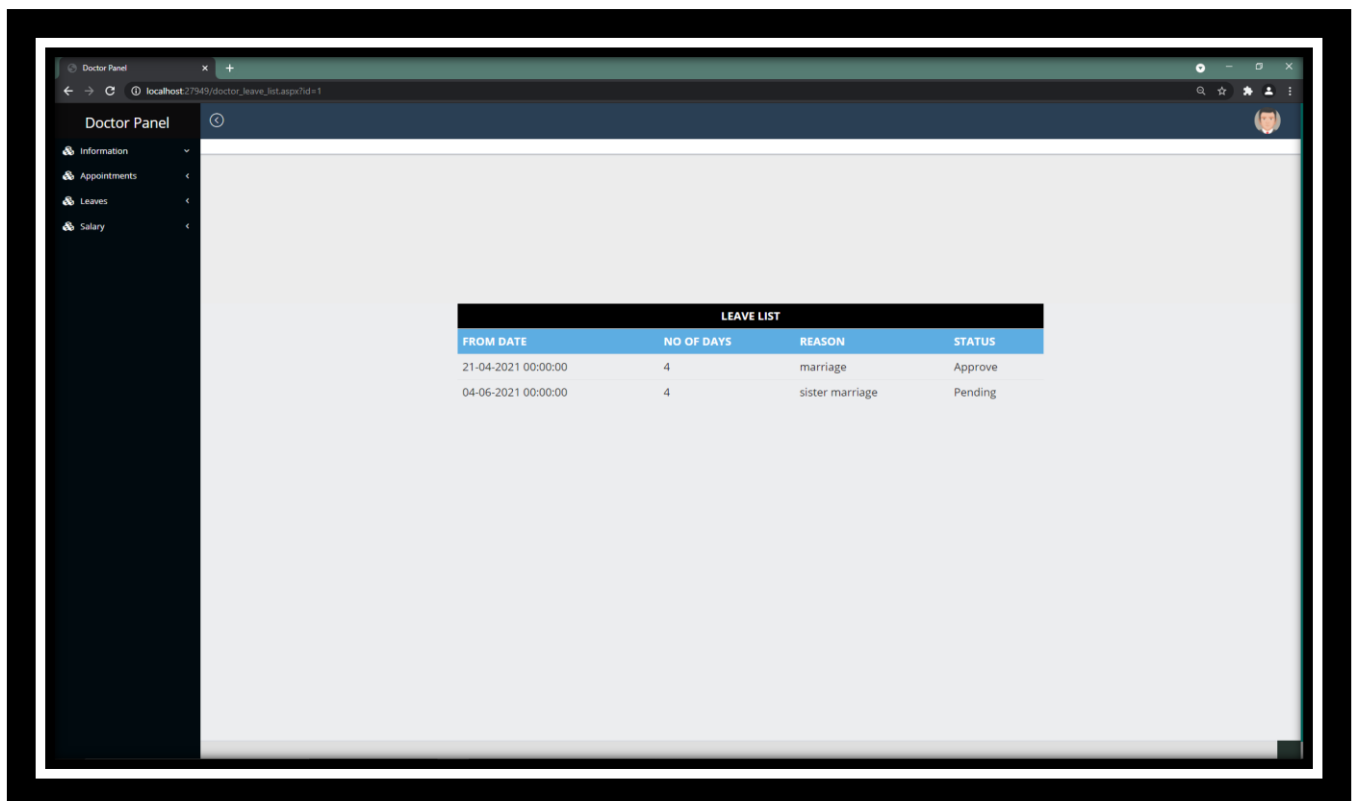 Doctor Panel
localhost:27949/doctor_leave_list.aspx?id=1
Doctor Panel
Information
Appointments
Leaves
Salary
LEAVE LIST
FROM DATE NO OF DAYS REASON STATUS
21-04-2021 00:00:00 4 marriage Approve
04-06-2021 00:00:00 4 sister marriage Pending